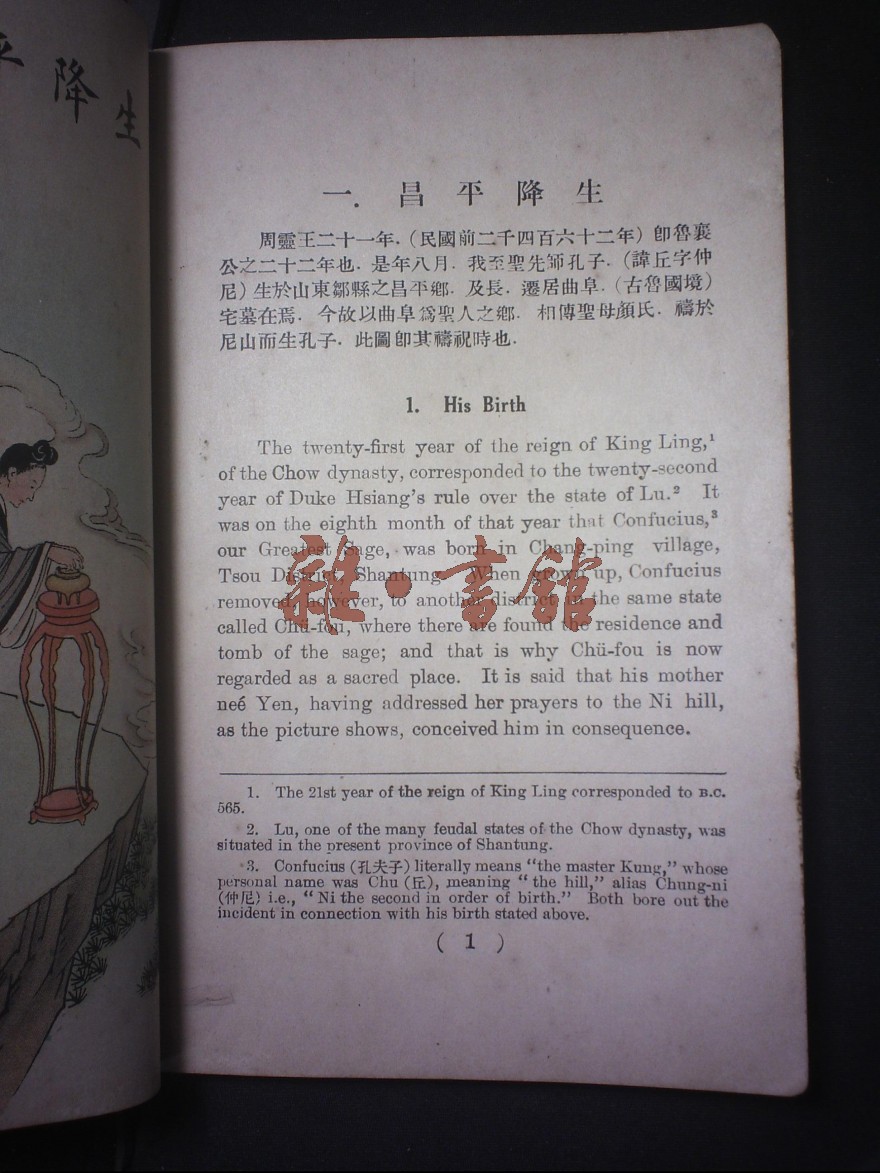 降生
一．昌平降生
周靈王二十一年．（民國前二千四百六十二年）卽魯襄
公之二十二年也．是年八月．我至聖先師孔子．（諱丘字仲
尼）生於山東鄒縣之昌平鄕．及長．遷居曲阜．（古魯國境）
宅墓在焉．今故以曲阜爲聖人之鄕．相傳聖母顏氏．禱於
尼山而生孔子．此圖卽其禱祝時也．
1. His Birth
The twenty-first year of the reign of King Ling,¹
of the Chow dynasty, corresponded to the twenty-second
year of Duke Hsiang's rule over the state of Lu.² It
was on the eighth month of that year that Confucius,³
our Greatest Sage, was born in Chang-ping village,
Tsou District, Shantung. When grown up, Confucius
removed, however, to another district in the same state
called Chü-fou, where there are found the residence and
tomb of the sage; and that is why Chü-fou is now
regarded as a sacred place. It is said that his mother
neé Yen, having addressed her prayers to the Ni hill,
as the picture shows, conceived him in consequence.
1. The 21st year of the reign of King Ling corresponded to B.C.
565.
2. Lu, one of the many feudal states of the Chow dynasty, was
situated in the present province of Shantung.
3. Confucius (孔夫子) literally means "the master Kung," whose
personal name was Chu (丘), meaning "the hill," alias Chung-ni
(仲尼) i.e., "Ni the second in order of birth." Both bore out the
incident in connection with his birth stated above.
( 1 )
雜·書館